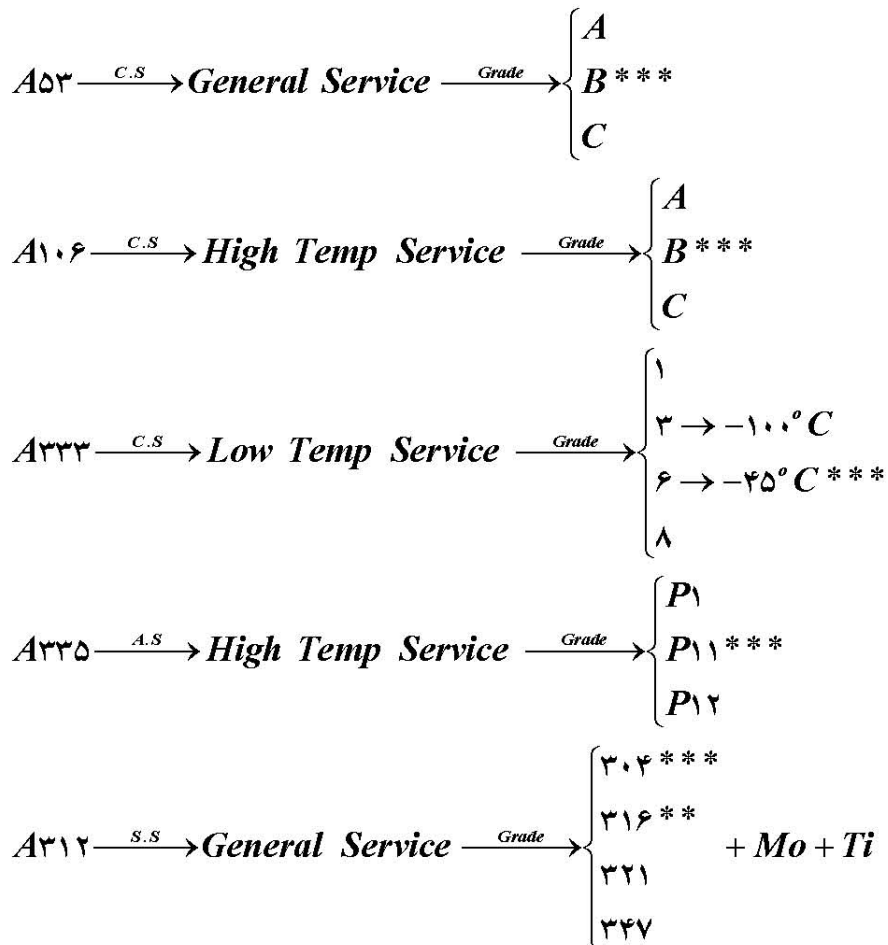 A
A۵۳ C.S General Service Grade B ***
C
A
A۱۰۶ C.S High Temp Service Grade B ***
C
۱
۳ → -۱۰۰° C
A۳۳۳ C.S → Low Temp Service Grade →
۶ → -۴۵° C ***
۸
P۱
A۳۳۵ A.S → High Temp Service Grade → P۱۱ ***
P۱۲
۳۰۴ ***
۳۱۶ **
A۳۱۲ S.S → General Service Grade → + Mo + Ti
۳۲۱
۳۴۷